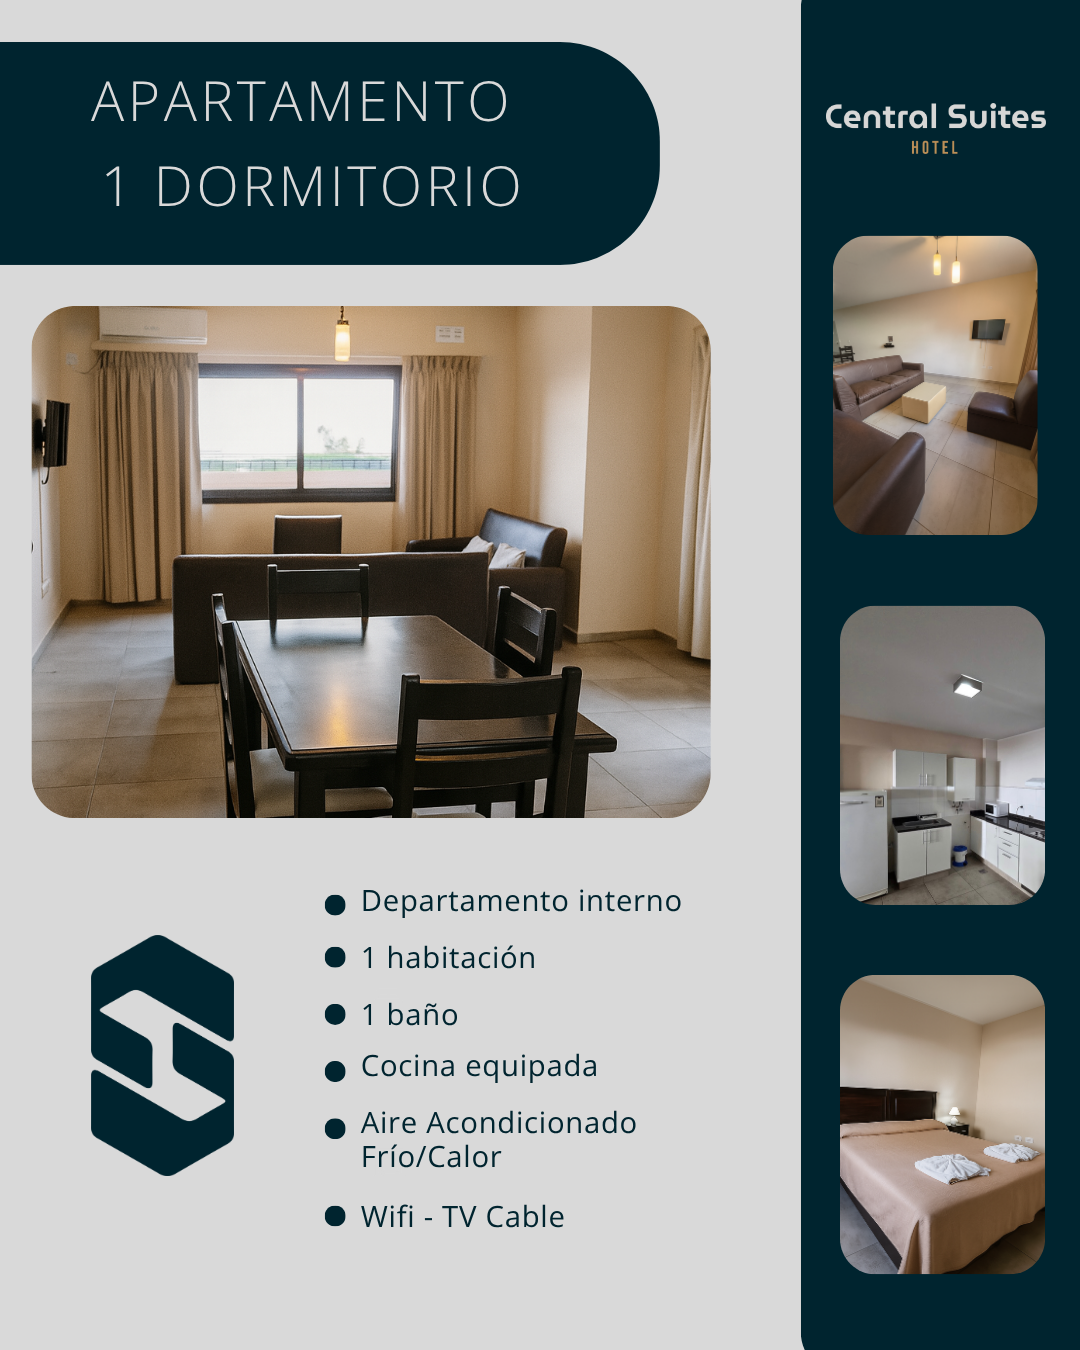 APARTAMENTO
1 DORMITORIO
Central Suites
HOTEL
Departamento interno
1 habitación
1 baño
Cocina equipada
Aire Acondicionado
Frío/Calor
Wifi - TV Cable